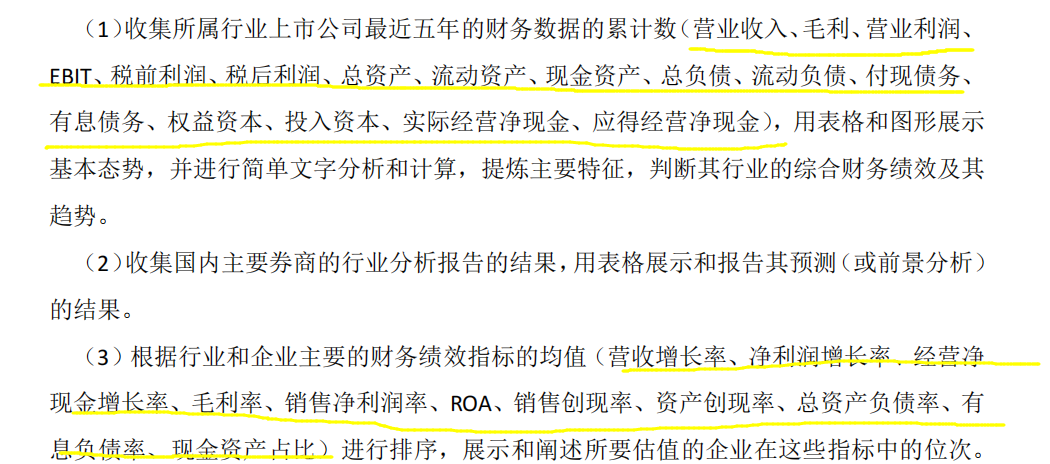 （1）收集所属行业上市公司最近五年的财务数据的累计数（营业收入、毛利、营业利润、
EBIT、税前利润、税后利润、总资产、流动资产、现金资产、总负债、流动负债、付现债务、
有息债务、权益资本、投入资本、实际经营净现金、应得经营净现金），用表格和图形展示
基本态势，并进行简单文字分析和计算，提炼主要特征，判断其行业的综合财务绩效及其
趋势。
（2）收集国内主要券商的行业分析报告的结果，用表格展示和报告其预测（或前景分析）
的结果。
（3）根据行业和企业主要的财务绩效指标的均值（营收增长率、净利润增长率、经营净
现金增长率、毛利率、销售净利润率、ROA、销售创现率、资产创现率、总资产负债率、有
息负债率、现金资产占比）进行排序，展示和阐述所要估值的企业在这些指标中的位次。